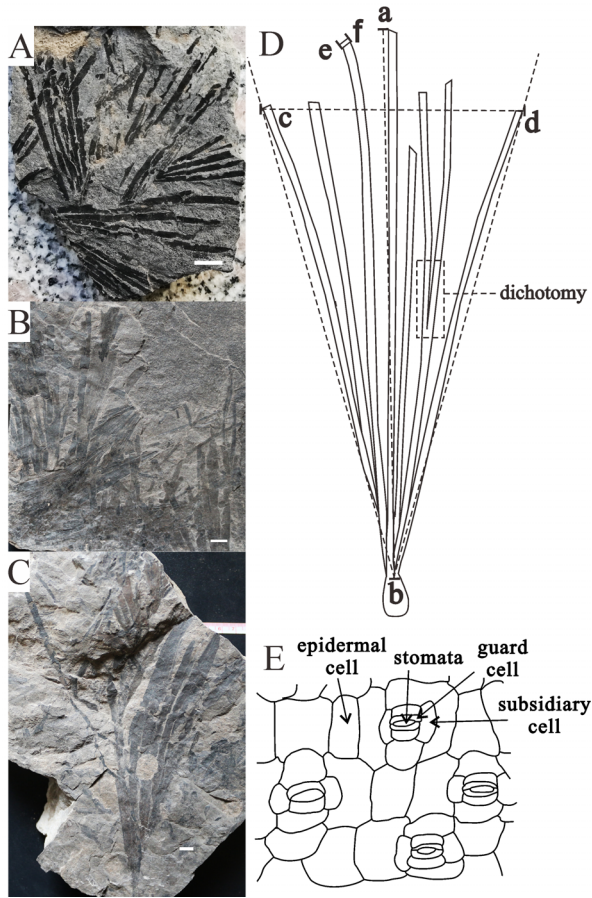 A
B
C
D
a
e
f
c
d
dichotomy
b
E
epidermal
cell
stomata
guard
cell
subsidiary
cell